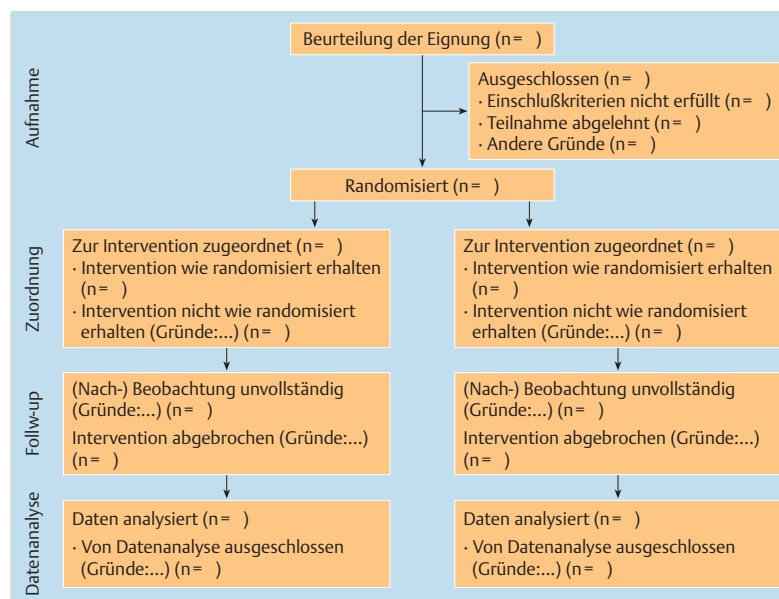 Aufnahme
Beurteilung der Eignung (n=   )
Ausgeschlossen (n=   )
· Einschlußkriterien nicht erfüllt (n=   )
· Teilnahme abgelehnt (n=   )
· Andere Gründe (n=   )
Randomisiert (n=   )
Zuordnung
Zur Intervention zugeordnet (n=   )
· Intervention wie randomisiert erhalten
(n=   )
· Intervention nicht wie randomisiert
erhalten (Gründe:...) (n=   )
Zur Intervention zugeordnet (n=   )
· Intervention wie randomisiert erhalten
(n=   )
· Intervention nicht wie randomisiert
erhalten (Gründe:...) (n=   )
Follw-up
(Nach-) Beobachtung unvollständig
(Gründe:...) (n=   )
Intervention abgebrochen (Gründe:...)
(n=   )
(Nach-) Beobachtung unvollständig
(Gründe:...) (n=   )
Intervention abgebrochen (Gründe:...)
(n=   )
Datenanalyse
Daten analysiert (n=   )
· Von Datenanalyse ausgeschlossen
(Gründe:...) (n=   )
Daten analysiert (n=   )
· Von Datenanalyse ausgeschlossen
(Gründe:...) (n=   )